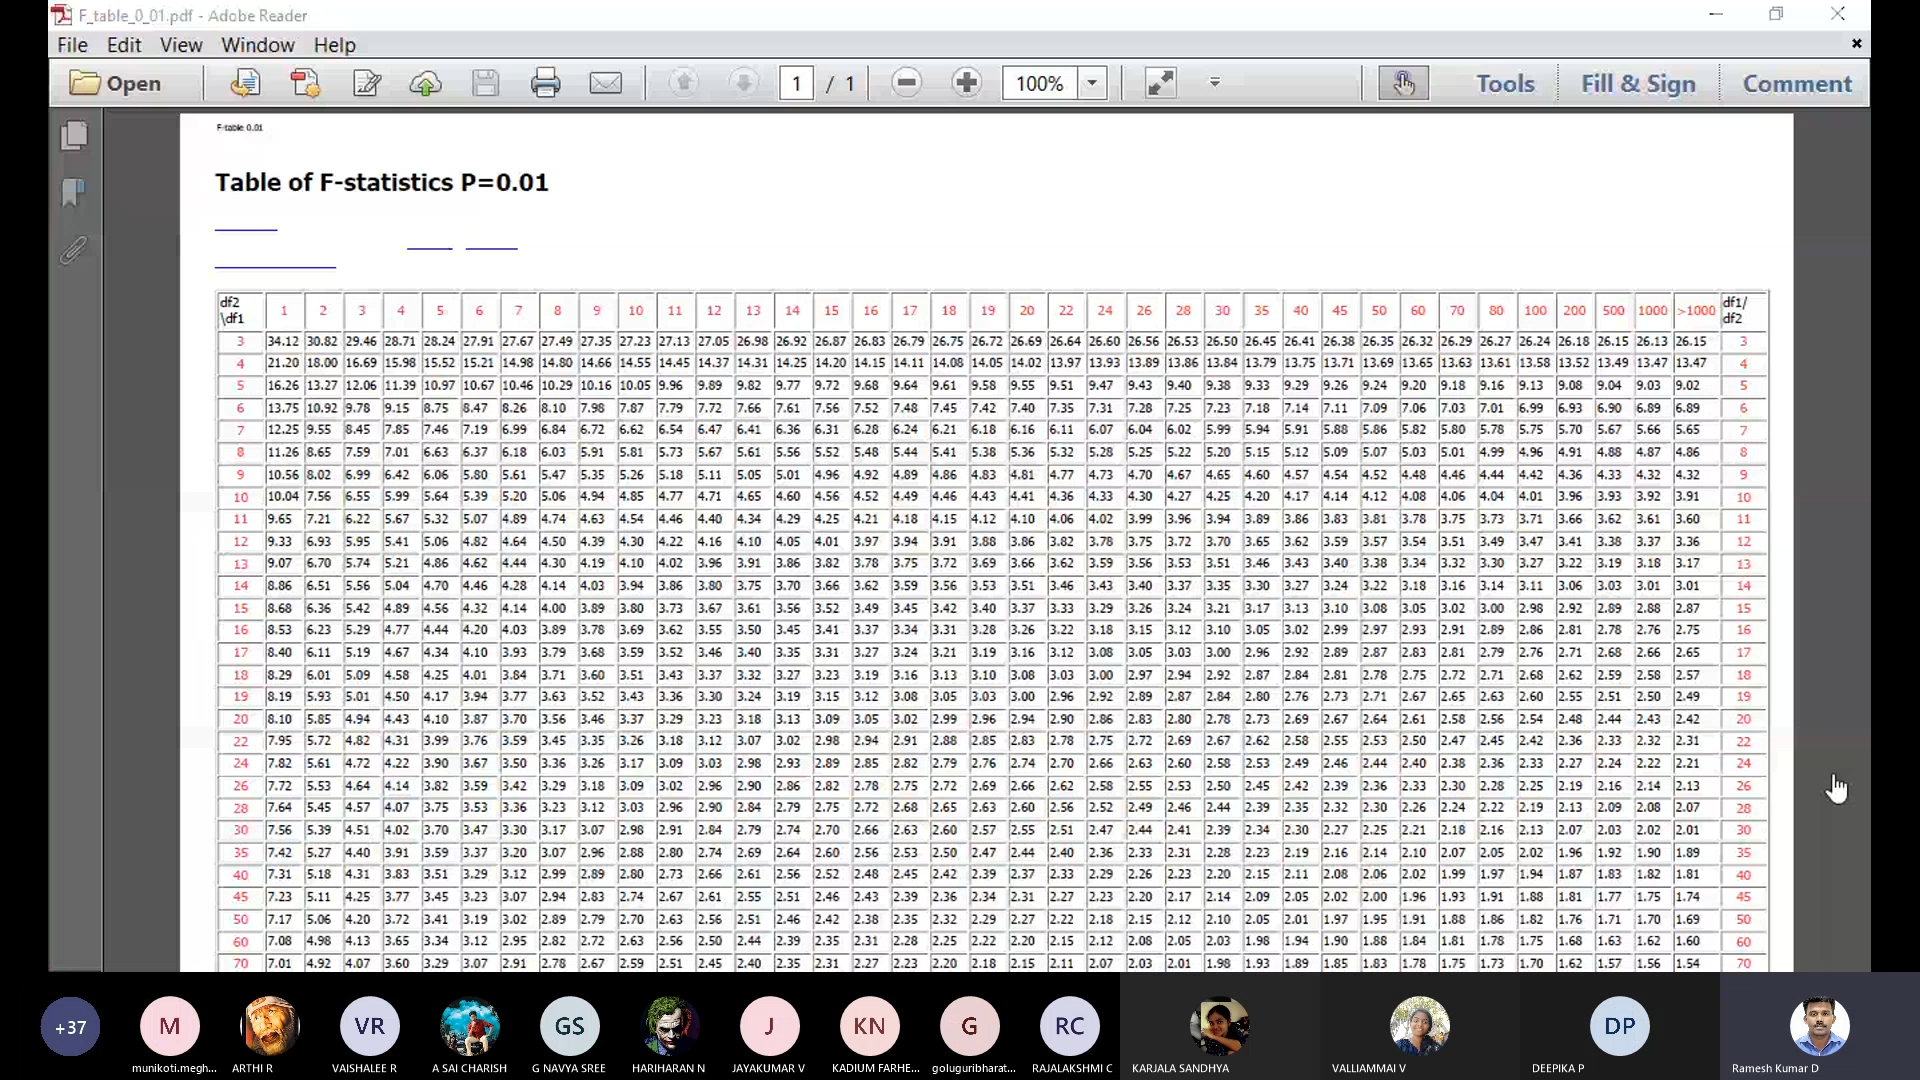 F_table_0_01.pdf - Adobe Reader
File Edit View Window Help
Open 1 / 1 100% Tools Fill & Sign Comment
F-table 0.01
Table of F-statistics P=0.01
df2 \df1 1 2 3 4 5 6 7 8 9 10 11 12 13 14 15 16 17 18 19 20 22 24 26 28 30 35 40 45 50 60 70 80 100 200 500 1000 >1000 df1/ df2
3 34.12 30.82 29.46 28.71 28.24 27.91 27.67 27.49 27.35 27.23 27.13 27.05 26.98 26.92 26.87 26.83 26.79 26.75 26.72 26.69 26.64 26.60 26.56 26.53 26.50 26.45 26.41 26.38 26.35 26.32 26.29 26.27 26.24 26.18 26.15 26.13 26.15 3
4 21.20 18.00 16.69 15.98 15.52 15.21 14.98 14.80 14.66 14.55 14.45 14.37 14.31 14.25 14.20 14.15 14.11 14.08 14.05 14.02 13.97 13.93 13.89 13.86 13.84 13.79 13.75 13.71 13.69 13.65 13.63 13.61 13.58 13.52 13.49 13.47 13.47 4
5 16.26 13.27 12.06 11.39 10.97 10.67 10.46 10.29 10.16 10.05 9.96 9.89 9.82 9.77 9.72 9.68 9.64 9.61 9.58 9.55 9.51 9.47 9.43 9.40 9.38 9.33 9.29 9.26 9.24 9.20 9.18 9.16 9.13 9.08 9.04 9.03 9.02 5
6 13.75 10.92 9.78 9.15 8.75 8.47 8.26 8.10 7.98 7.87 7.79 7.72 7.66 7.61 7.56 7.52 7.48 7.45 7.42 7.40 7.35 7.31 7.28 7.25 7.23 7.18 7.14 7.11 7.09 7.06 7.03 7.01 6.99 6.93 6.90 6.89 6.89 6
7 12.25 9.55 8.45 7.85 7.46 7.19 6.99 6.84 6.72 6.62 6.54 6.47 6.41 6.36 6.31 6.28 6.24 6.21 6.18 6.16 6.11 6.07 6.04 6.02 5.99 5.94 5.91 5.88 5.86 5.82 5.80 5.78 5.75 5.70 5.67 5.66 5.65 7
8 11.26 8.65 7.59 7.01 6.63 6.37 6.18 6.03 5.91 5.81 5.73 5.67 5.61 5.56 5.52 5.48 5.44 5.41 5.38 5.36 5.32 5.28 5.25 5.22 5.20 5.15 5.12 5.09 5.07 5.03 5.01 4.99 4.96 4.91 4.88 4.87 4.86 8
9 10.56 8.02 6.99 6.42 6.06 5.80 5.61 5.47 5.35 5.26 5.18 5.11 5.05 5.01 4.96 4.92 4.89 4.86 4.83 4.81 4.77 4.73 4.70 4.67 4.65 4.60 4.57 4.54 4.52 4.48 4.46 4.44 4.42 4.36 4.33 4.32 4.32 9
10 10.04 7.56 6.55 5.99 5.64 5.39 5.20 5.06 4.94 4.85 4.77 4.71 4.65 4.60 4.56 4.52 4.49 4.46 4.43 4.41 4.36 4.33 4.30 4.27 4.25 4.20 4.17 4.14 4.12 4.08 4.06 4.04 4.01 3.96 3.93 3.92 3.91 10
11 9.65 7.21 6.22 5.67 5.32 5.07 4.89 4.74 4.63 4.54 4.46 4.40 4.34 4.29 4.25 4.21 4.18 4.15 4.12 4.10 4.06 4.02 3.99 3.96 3.94 3.89 3.86 3.83 3.81 3.78 3.75 3.73 3.71 3.66 3.62 3.61 3.60 11
12 9.33 6.93 5.95 5.41 5.06 4.82 4.64 4.50 4.39 4.30 4.22 4.16 4.10 4.05 4.01 3.97 3.94 3.91 3.88 3.86 3.82 3.78 3.75 3.72 3.70 3.65 3.62 3.59 3.57 3.54 3.51 3.49 3.47 3.41 3.38 3.37 3.36 12
13 9.07 6.70 5.74 5.21 4.86 4.62 4.44 4.30 4.19 4.10 4.02 3.96 3.91 3.86 3.82 3.78 3.75 3.72 3.69 3.66 3.62 3.59 3.56 3.53 3.51 3.46 3.43 3.40 3.38 3.34 3.32 3.30 3.27 3.22 3.19 3.18 3.17 13
14 8.86 6.51 5.56 5.04 4.70 4.46 4.28 4.14 4.03 3.94 3.86 3.80 3.75 3.70 3.66 3.62 3.59 3.56 3.53 3.51 3.46 3.43 3.40 3.37 3.35 3.30 3.27 3.24 3.22 3.18 3.16 3.14 3.11 3.06 3.03 3.01 3.01 14
15 8.68 6.36 5.42 4.89 4.56 4.32 4.14 4.00 3.89 3.80 3.73 3.67 3.61 3.56 3.52 3.49 3.45 3.42 3.40 3.37 3.33 3.29 3.26 3.24 3.21 3.17 3.13 3.10 3.08 3.05 3.02 3.00 2.98 2.92 2.89 2.88 2.87 15
16 8.53 6.23 5.29 4.77 4.44 4.20 4.03 3.89 3.78 3.69 3.62 3.55 3.50 3.45 3.41 3.37 3.34 3.31 3.28 3.26 3.22 3.18 3.15 3.12 3.10 3.05 3.02 2.99 2.97 2.93 2.91 2.89 2.86 2.81 2.78 2.76 2.75 16
17 8.40 6.11 5.19 4.67 4.34 4.10 3.93 3.79 3.68 3.59 3.52 3.46 3.40 3.35 3.31 3.27 3.24 3.21 3.19 3.16 3.12 3.08 3.05 3.03 3.00 2.96 2.92 2.89 2.87 2.83 2.81 2.79 2.76 2.71 2.68 2.66 2.65 17
18 8.29 6.01 5.09 4.58 4.25 4.01 3.84 3.71 3.60 3.51 3.43 3.37 3.32 3.27 3.23 3.19 3.16 3.13 3.10 3.08 3.03 3.00 2.97 2.94 2.92 2.87 2.84 2.81 2.78 2.75 2.72 2.71 2.68 2.62 2.59 2.58 2.57 18
19 8.19 5.93 5.01 4.50 4.17 3.94 3.77 3.63 3.52 3.43 3.36 3.30 3.24 3.19 3.15 3.12 3.08 3.05 3.03 3.00 2.96 2.92 2.89 2.87 2.84 2.80 2.76 2.73 2.71 2.67 2.65 2.63 2.60 2.55 2.51 2.50 2.49 19
20 8.10 5.85 4.94 4.43 4.10 3.87 3.70 3.56 3.46 3.37 3.29 3.23 3.18 3.13 3.09 3.05 3.02 2.99 2.96 2.94 2.90 2.86 2.83 2.80 2.78 2.73 2.69 2.67 2.64 2.61 2.58 2.56 2.54 2.48 2.44 2.43 2.42 20
22 7.95 5.72 4.82 4.31 3.99 3.76 3.59 3.45 3.35 3.26 3.18 3.12 3.07 3.02 2.98 2.94 2.91 2.88 2.85 2.83 2.78 2.75 2.72 2.69 2.67 2.62 2.58 2.55 2.53 2.50 2.47 2.45 2.42 2.36 2.33 2.32 2.31 22
24 7.82 5.61 4.72 4.22 3.90 3.67 3.50 3.36 3.26 3.17 3.09 3.03 2.98 2.93 2.89 2.85 2.82 2.79 2.76 2.74 2.70 2.66 2.63 2.60 2.58 2.53 2.49 2.46 2.44 2.40 2.38 2.36 2.33 2.27 2.24 2.22 2.21 24
26 7.72 5.53 4.64 4.14 3.82 3.59 3.42 3.29 3.18 3.09 3.02 2.96 2.90 2.86 2.82 2.78 2.75 2.72 2.69 2.66 2.62 2.58 2.55 2.53 2.50 2.45 2.42 2.39 2.36 2.33 2.30 2.28 2.25 2.19 2.16 2.14 2.13 26
28 7.64 5.45 4.57 4.07 3.75 3.53 3.36 3.23 3.12 3.03 2.96 2.90 2.84 2.79 2.75 2.72 2.68 2.65 2.63 2.60 2.56 2.52 2.49 2.46 2.44 2.39 2.35 2.32 2.30 2.26 2.24 2.22 2.19 2.13 2.09 2.08 2.07 28
30 7.56 5.39 4.51 4.02 3.70 3.47 3.30 3.17 3.07 2.98 2.91 2.84 2.79 2.74 2.70 2.66 2.63 2.60 2.57 2.55 2.51 2.47 2.44 2.41 2.39 2.34 2.30 2.27 2.25 2.21 2.18 2.16 2.13 2.07 2.03 2.02 2.01 30
35 7.42 5.27 4.40 3.91 3.59 3.37 3.20 3.07 2.96 2.88 2.80 2.74 2.69 2.64 2.60 2.56 2.53 2.50 2.47 2.44 2.40 2.36 2.33 2.31 2.28 2.23 2.19 2.16 2.14 2.10 2.07 2.05 2.02 1.96 1.92 1.90 1.89 35
40 7.31 5.18 4.31 3.83 3.51 3.29 3.12 2.99 2.89 2.80 2.73 2.66 2.61 2.56 2.52 2.48 2.45 2.42 2.39 2.37 2.33 2.29 2.26 2.23 2.20 2.15 2.11 2.08 2.06 2.02 1.99 1.97 1.94 1.87 1.83 1.82 1.81 40
45 7.23 5.11 4.25 3.77 3.45 3.23 3.07 2.94 2.83 2.74 2.67 2.61 2.55 2.51 2.46 2.43 2.39 2.36 2.34 2.31 2.27 2.23 2.20 2.17 2.14 2.09 2.05 2.02 2.00 1.96 1.93 1.91 1.88 1.81 1.77 1.75 1.74 45
50 7.17 5.06 4.20 3.72 3.41 3.19 3.02 2.89 2.79 2.70 2.63 2.56 2.51 2.46 2.42 2.38 2.35 2.32 2.29 2.27 2.22 2.18 2.15 2.12 2.10 2.05 2.01 1.97 1.95 1.91 1.88 1.86 1.82 1.76 1.71 1.70 1.69 50
60 7.08 4.98 4.13 3.65 3.34 3.12 2.95 2.82 2.72 2.63 2.56 2.50 2.44 2.39 2.35 2.31 2.28 2.25 2.22 2.20 2.15 2.12 2.08 2.05 2.03 1.98 1.94 1.90 1.88 1.84 1.81 1.78 1.75 1.68 1.63 1.62 1.60 60
70 7.01 4.92 4.07 3.60 3.29 3.07 2.91 2.78 2.67 2.59 2.51 2.45 2.40 2.35 2.31 2.27 2.23 2.20 2.18 2.15 2.11 2.07 2.03 2.01 1.98 1.93 1.89 1.85 1.83 1.78 1.75 1.73 1.70 1.62 1.57 1.56 1.54 70
+37 M VR GS J KN G RC DP
munikoti.megh... ARTHI R VAISHALEE R A SAI CHARISH G NAVYA SREE HARIHARAN N JAYAKUMAR V KADIUM FARHE... goluguribharat... RAJALAKSHMI C KARJALA SANDHYA VALLIAMMAI V DEEPIKA P Ramesh Kumar D